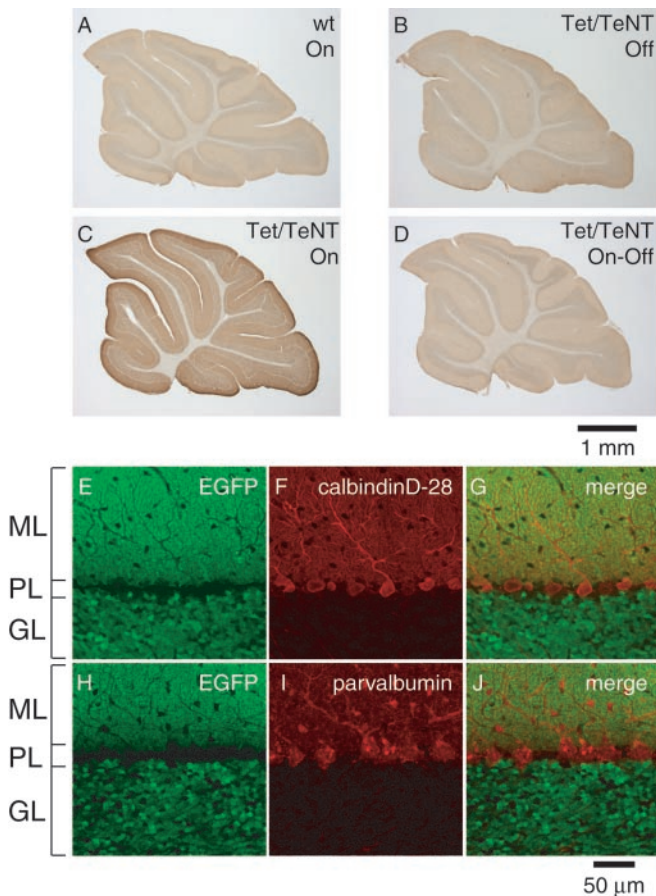 A wt On
B Tet/TeNT Off
C Tet/TeNT On
D Tet/TeNT On-Off
1 mm
ML
PL
GL
E EGFP
F calbindinD-28
G merge
ML
PL
GL
H EGFP
I parvalbumin
J merge
50 μm